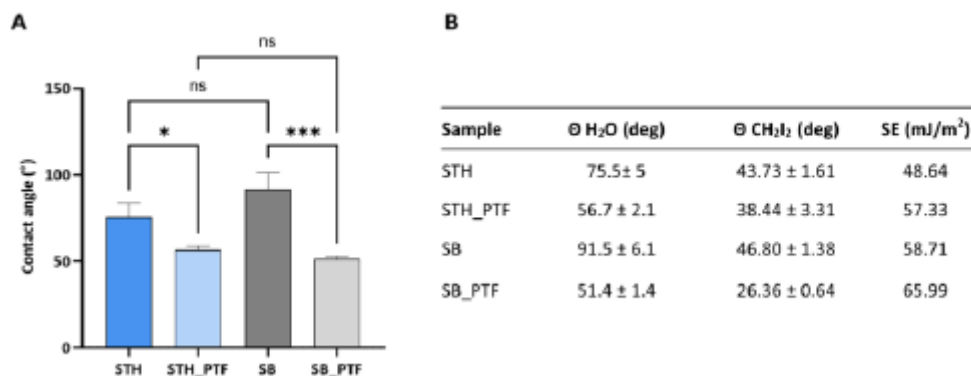 A
ns
ns
*
***
150
100
50
0
Contact angle (°)
STH STH_PTF SB SB_PTF
B
Sample Θ H₂O (deg) Θ CH₂I₂ (deg) SE (mJ/m²)
STH 75.5± 5 43.73 ± 1.61 48.64
STH_PTF 56.7 ± 2.1 38.44 ± 3.31 57.33
SB 91.5 ± 6.1 46.80 ± 1.38 58.71
SB_PTF 51.4 ± 1.4 26.36 ± 0.64 65.99